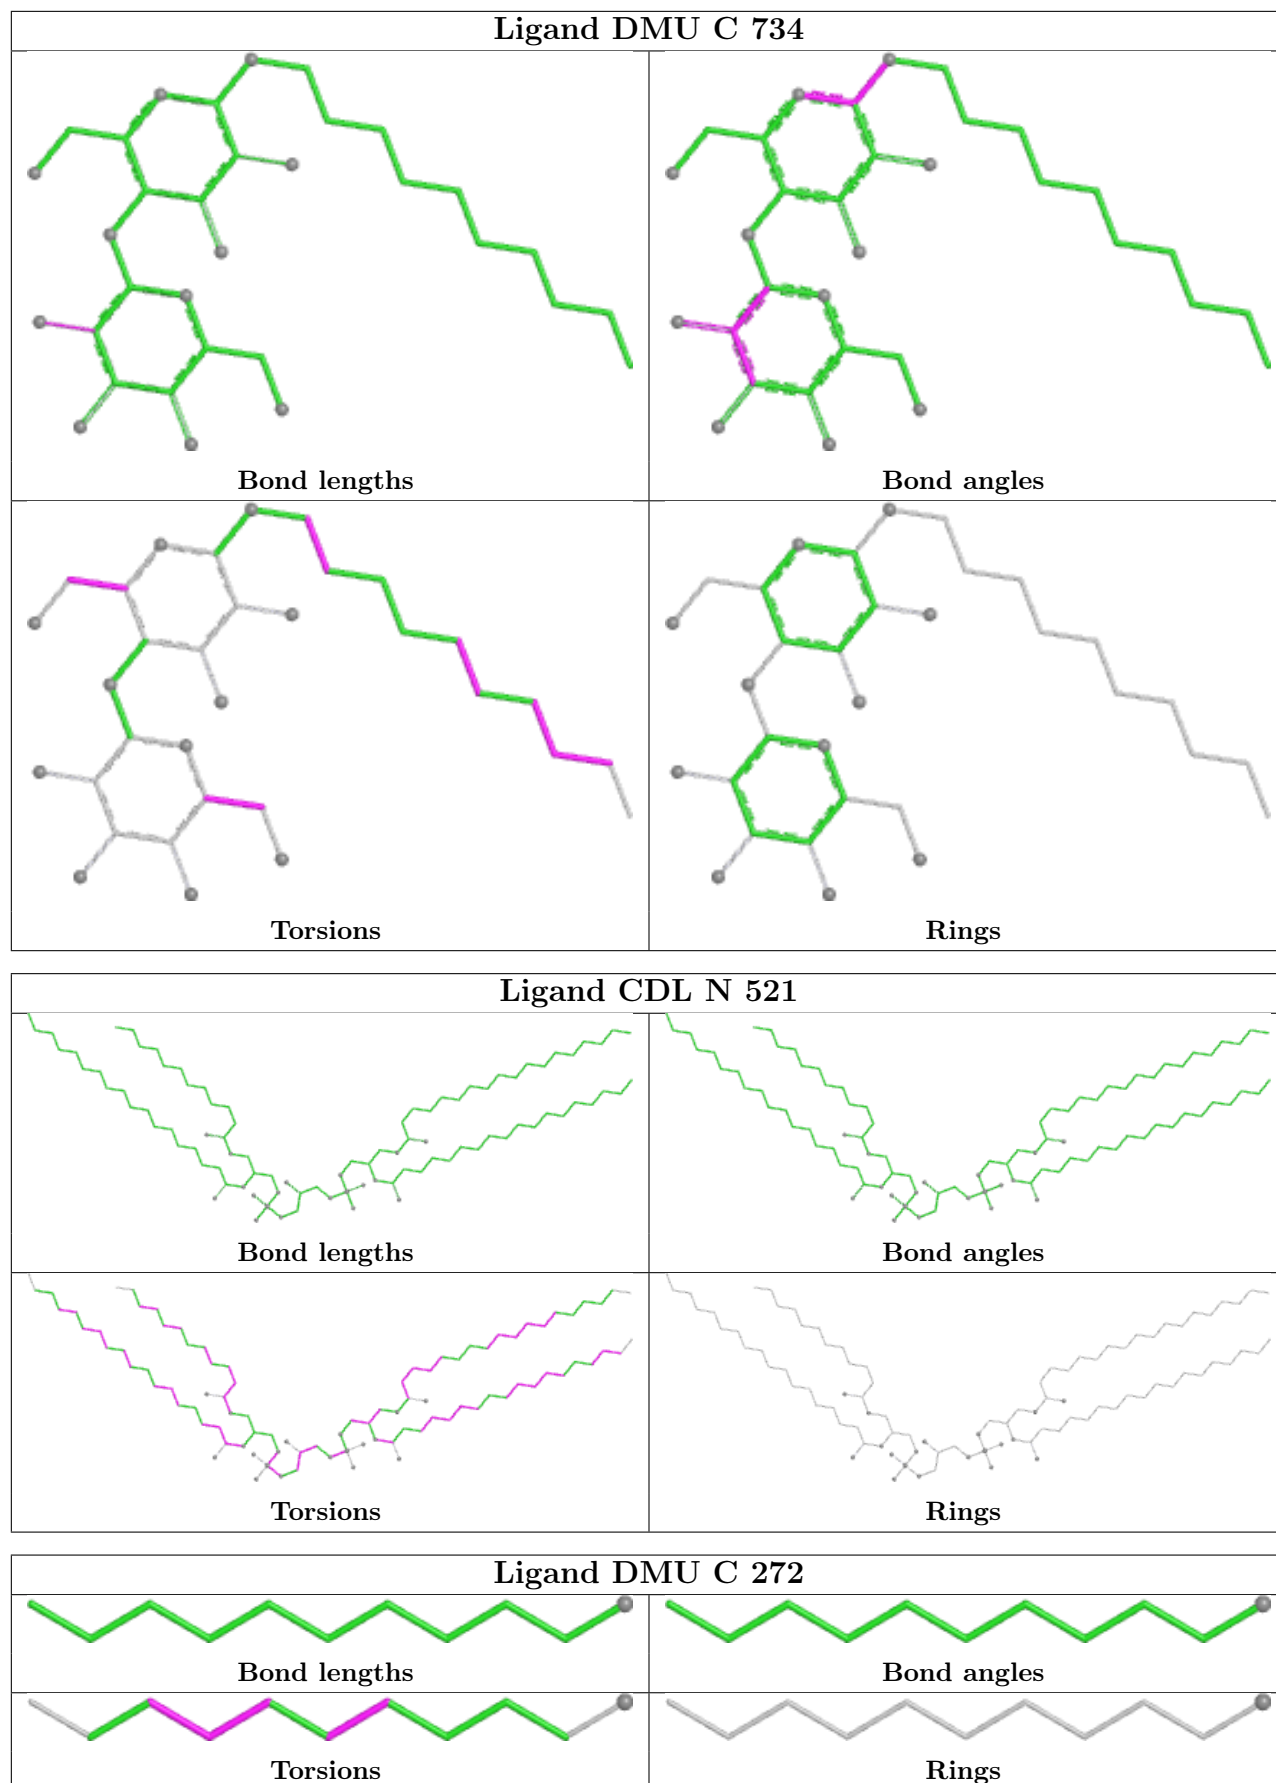 Ligand DMU C 734
Bond lengths
Bond angles
Torsions
Rings
Ligand CDL N 521
Bond lengths
Bond angles
Torsions
Rings
Ligand DMU C 272
Bond lengths
Bond angles
Torsions
Rings